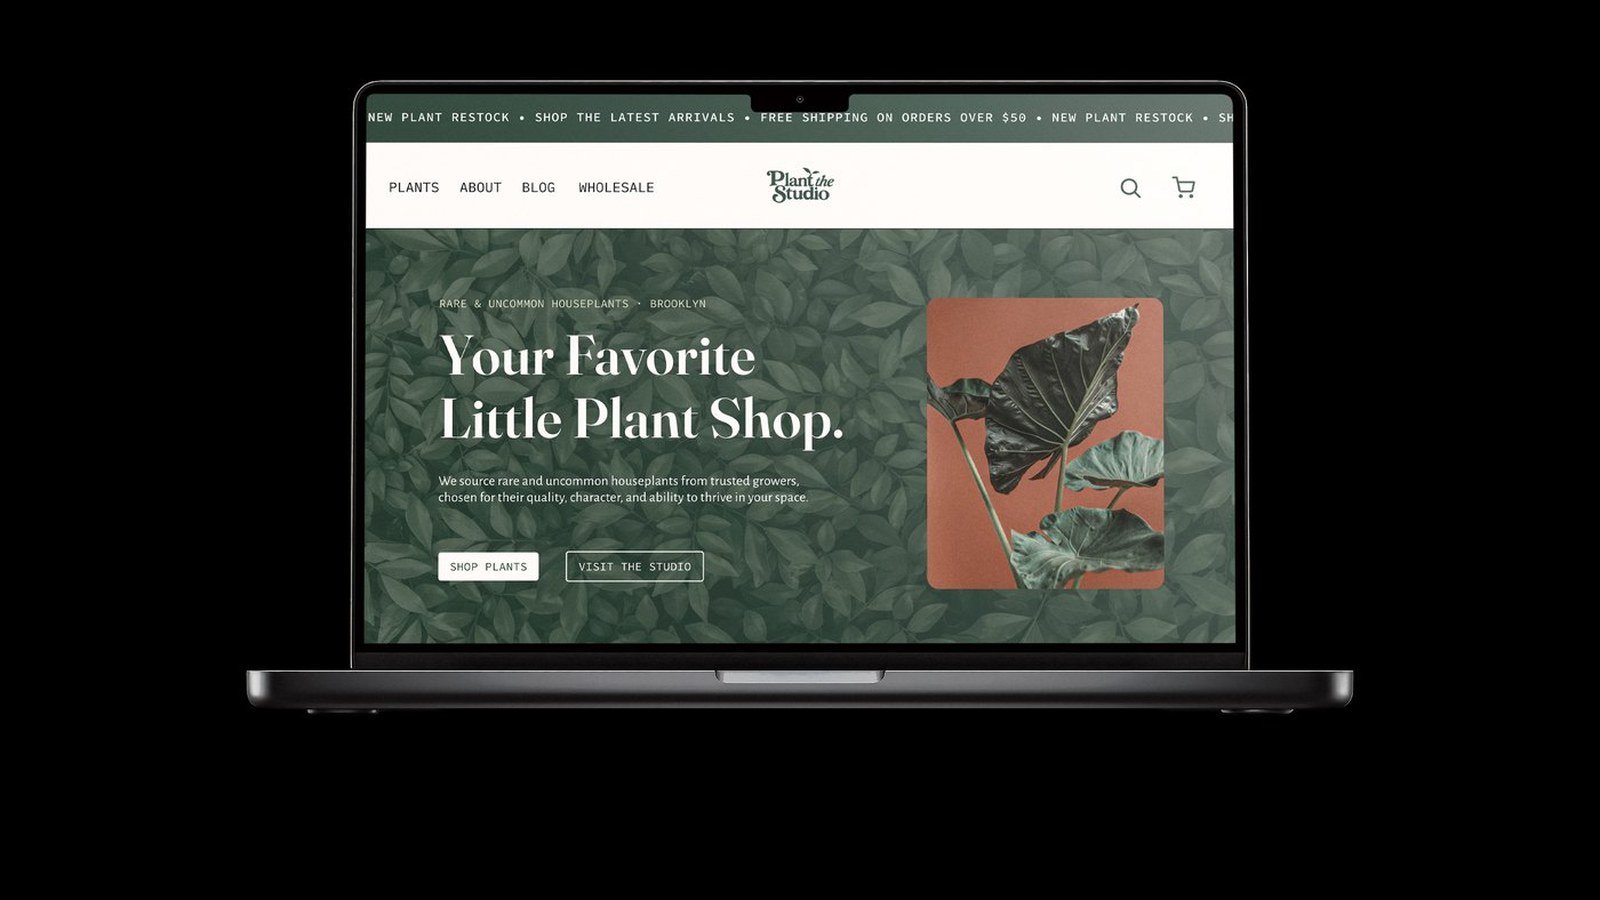 NEW PLANT RESTOCK • SHOP THE LATEST ARRIVALS • FREE SHIPPING ON ORDERS OVER $50 • NEW PLANT RESTOCK • SH
PLANTS ABOUT BLOG WHOLESALE
Plant the
Studio
RARE & UNCOMMON HOUSEPLANTS · BROOKLYN
Your Favorite
Little Plant Shop.
We source rare and uncommon houseplants from trusted growers,
chosen for their quality, character, and ability to thrive in your space.
SHOP PLANTS
VISIT THE STUDIO